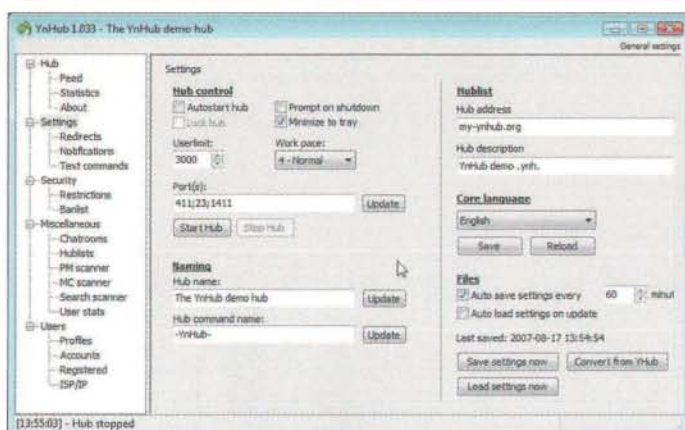 YnHub 1.033 - The YnHub demo hub
General settings
Hub
Feed
Statistics
About
Settings
Redirects
Notifications
Text commands
Security
Restrictions
Banlist
Miscellaneous
Chatrooms
Hublists
PM scanner
MC scanner
Search scanner
User stats
Users
Profiles
Accounts
Registered
ISP/IP
Settings
Hub control
Autostart hub
Prompt on shutdown
Lock hub
Minimize to tray
Userlimit:
Work pace:
3000
4 - Normal
Port(s):
411;23;1411
Update
Start Hub
Stop Hub
Naming
Hub name:
The YnHub demo hub
Update
Hub command name:
-YnHub-
Update
Hublist
Hub address
my-ynhub.org
Hub description
YnHub demo .ynh.
Core language
English
Save
Reload
Files
Auto save settings every 60 minut
Auto load settings on update
Last saved: 2007-08-17 13:54:54
Save settings now
Convert from YHub
Load settings now
[13:55:03] - Hub stopped